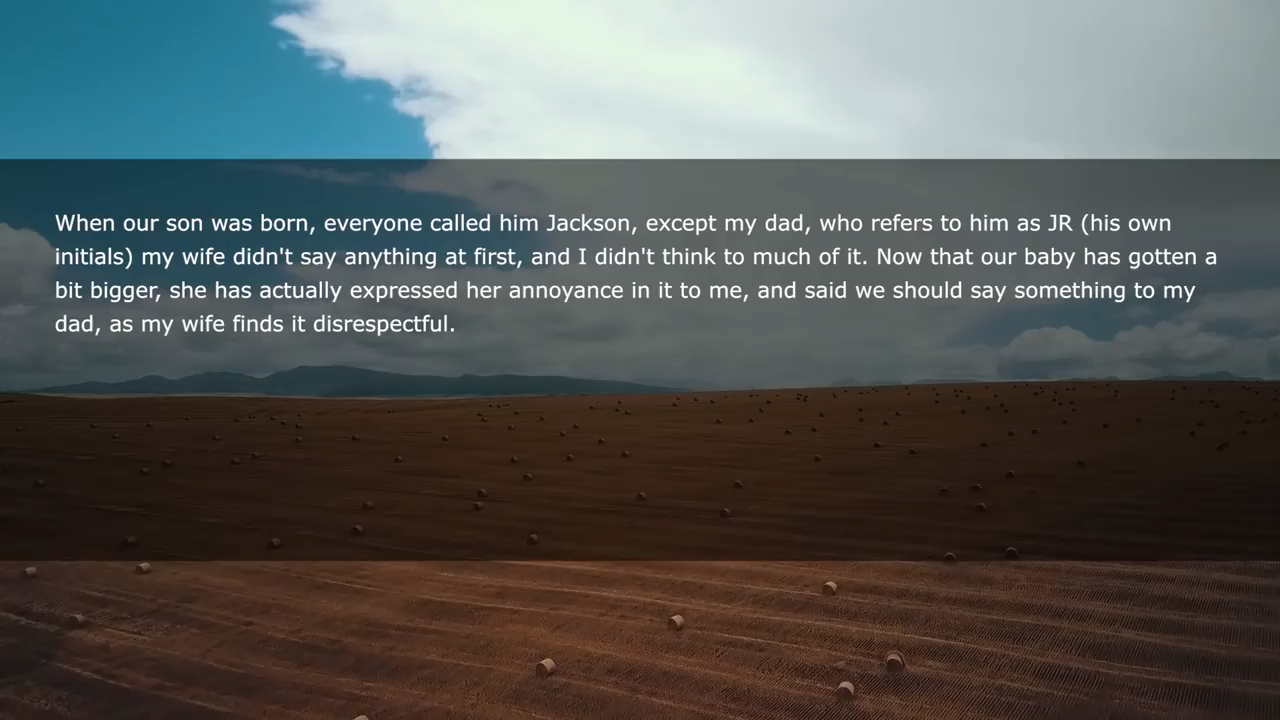 When our son was born, everyone called him Jackson, except my dad, who refers to him as JR (his own
initials) my wife didn't say anything at first, and I didn't think to much of it. Now that our baby has gotten a
bit bigger, she has actually expressed her annoyance in it to me, and said we should say something to my
dad, as my wife finds it disrespectful.